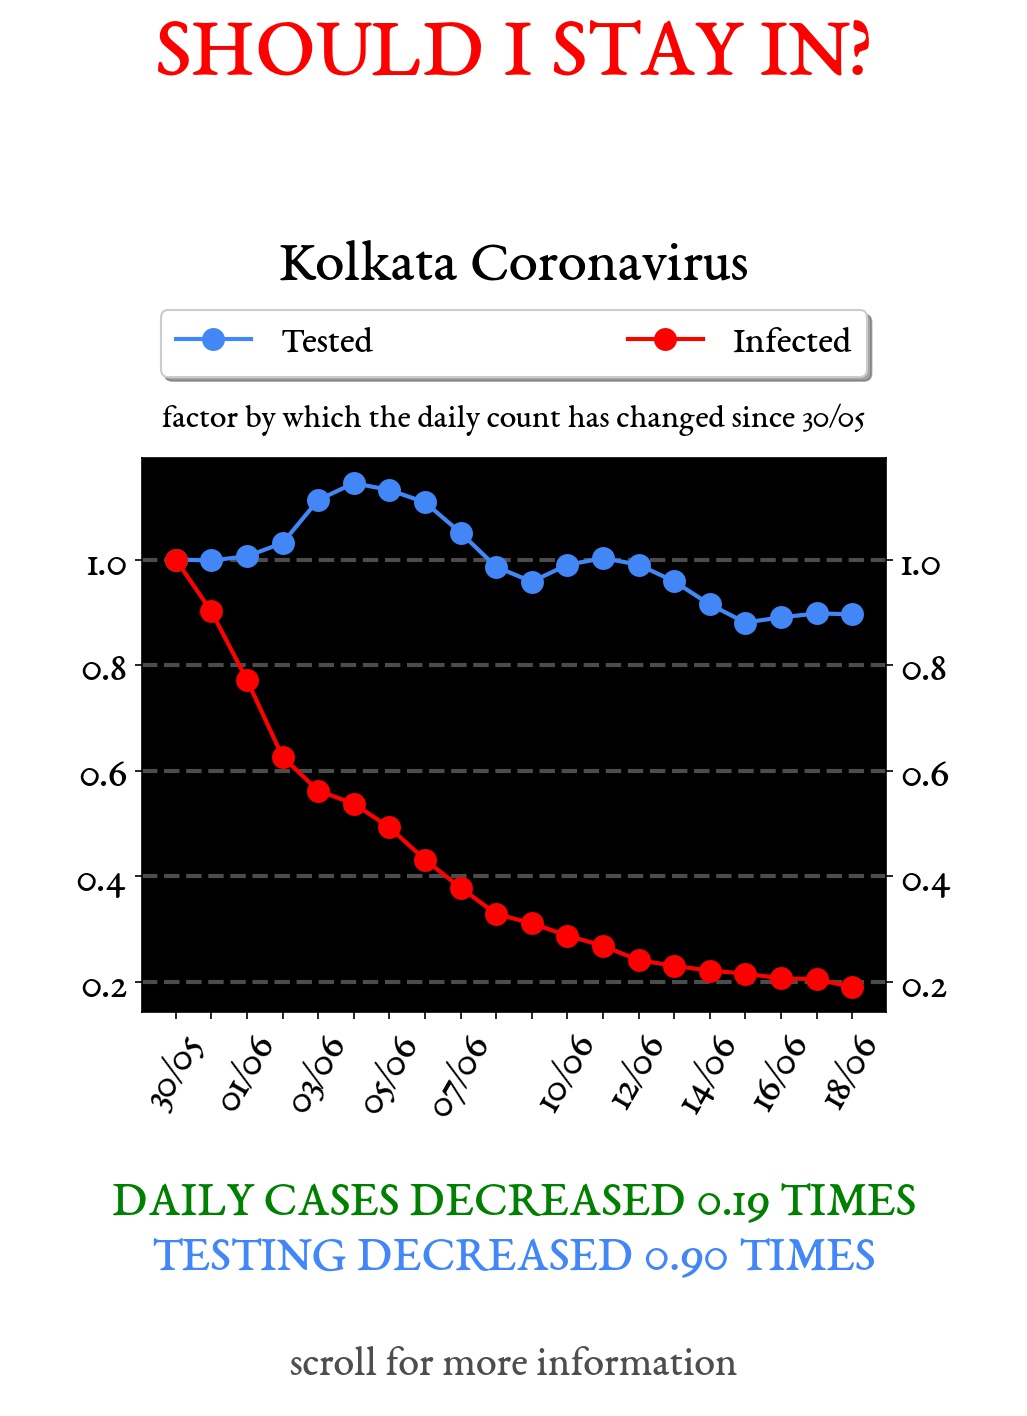 SHOULD I STAY IN?
Kolkata Coronavirus
Tested Infected
factor by which the daily count has changed since 30/05
1.0 1.0
0.8 0.8
0.6 0.6
0.4 0.4
0.2 0.2
30/05 01/06 03/06 05/06 07/06 10/06 12/06 14/06 16/06 18/06
DAILY CASES DECREASED 0.19 TIMES
TESTING DECREASED 0.90 TIMES
scroll for more information